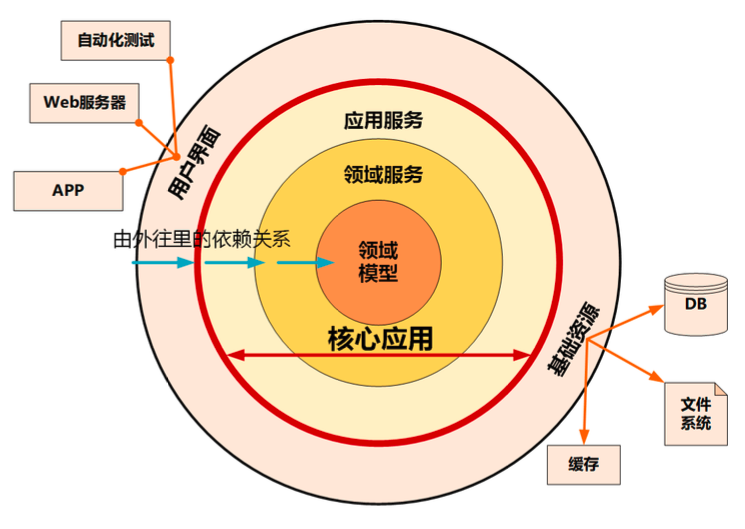 自动化测试
Web服务器
APP
用户界面
应用服务
领域服务
由外往里的依赖关系
领域
模型
核心应用
基础资源
DB
文件
系统
缓存